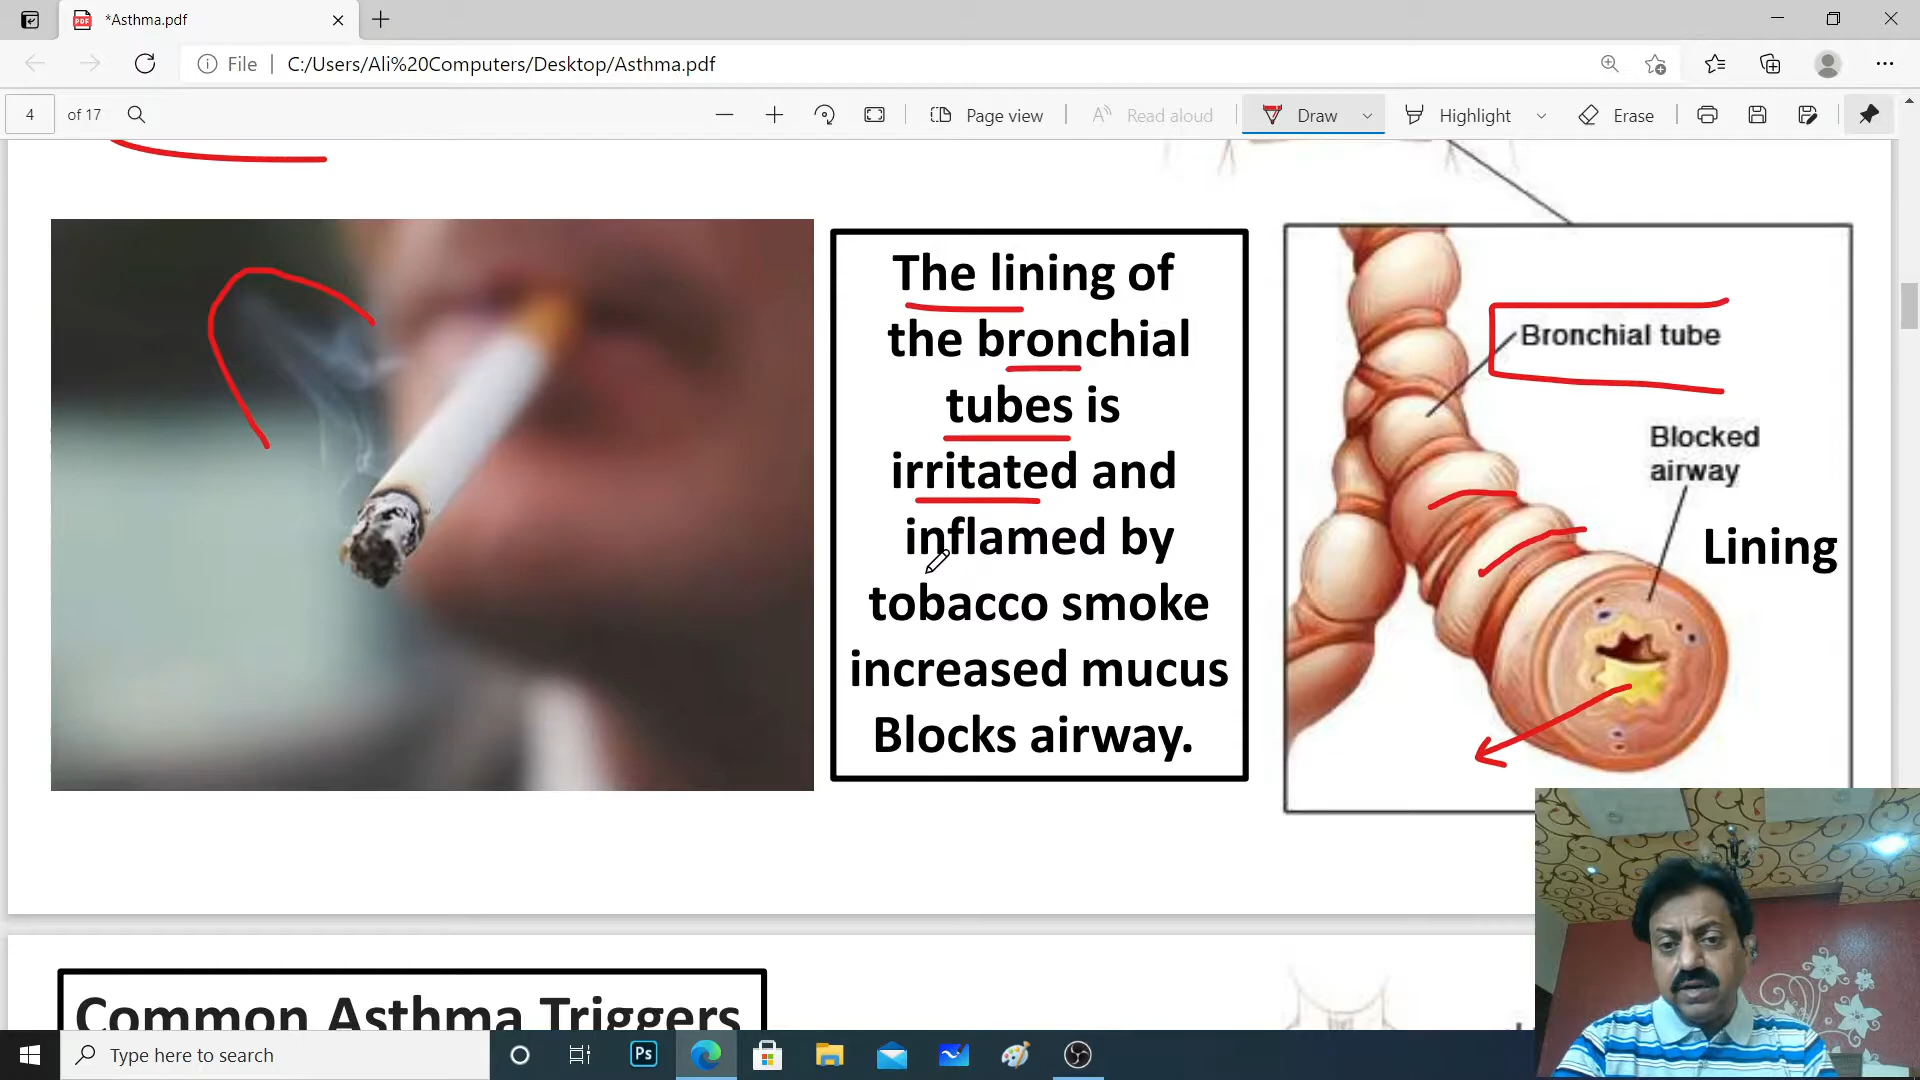 *Asthma.pdf
File
C:/Users/Ali%20Computers/Desktop/Asthma.pdf
4 of 17
Page view
Read aloud
Draw
Highlight
Erase
The lining of
the bronchial
tubes is
irritated and
inflamed by
tobacco smoke
increased mucus
Blocks airway.
Bronchial tube
Blocked
airway
Lining
Common Asthma Triggers
Type here to search
Ps